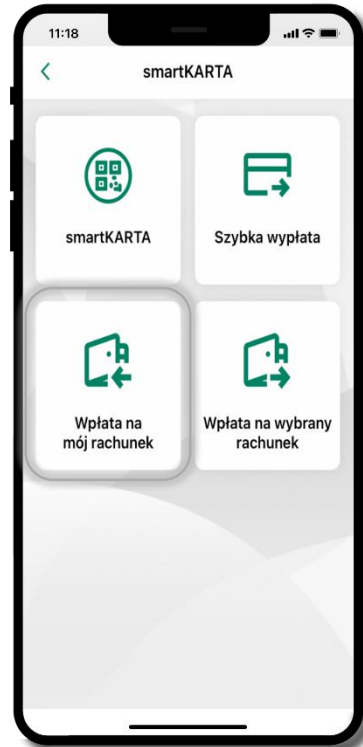 11:18
smartKARTA
smartKARTA
Szybka wypłata
Wpłata na
mój rachunek
Wpłata na wybrany
rachunek